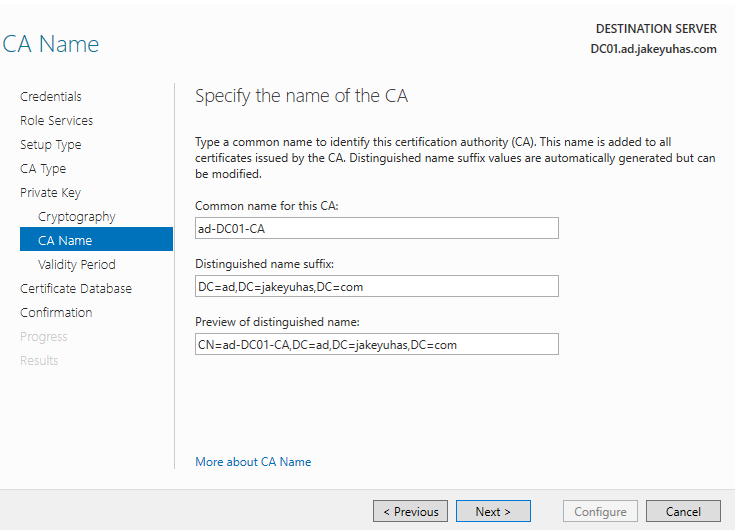 CA Name
DESTINATION SERVER
DC01.ad.jakeyuhas.com
Credentials
Role Services
Setup Type
CA Type
Private Key
Cryptography
CA Name
Validity Period
Certificate Database
Confirmation
Progress
Results
Specify the name of the CA
Type a common name to identify this certification authority (CA). This name is added to all
certificates issued by the CA. Distinguished name suffix values are automatically generated but can
be modified.
Common name for this CA:
ad-DC01-CA
Distinguished name suffix:
DC=ad,DC=jakeyuhas,DC=com
Preview of distinguished name:
CN=ad-DC01-CA,DC=ad,DC=jakeyuhas,DC=com
More about CA Name
< Previous
Next >
Configure
Cancel